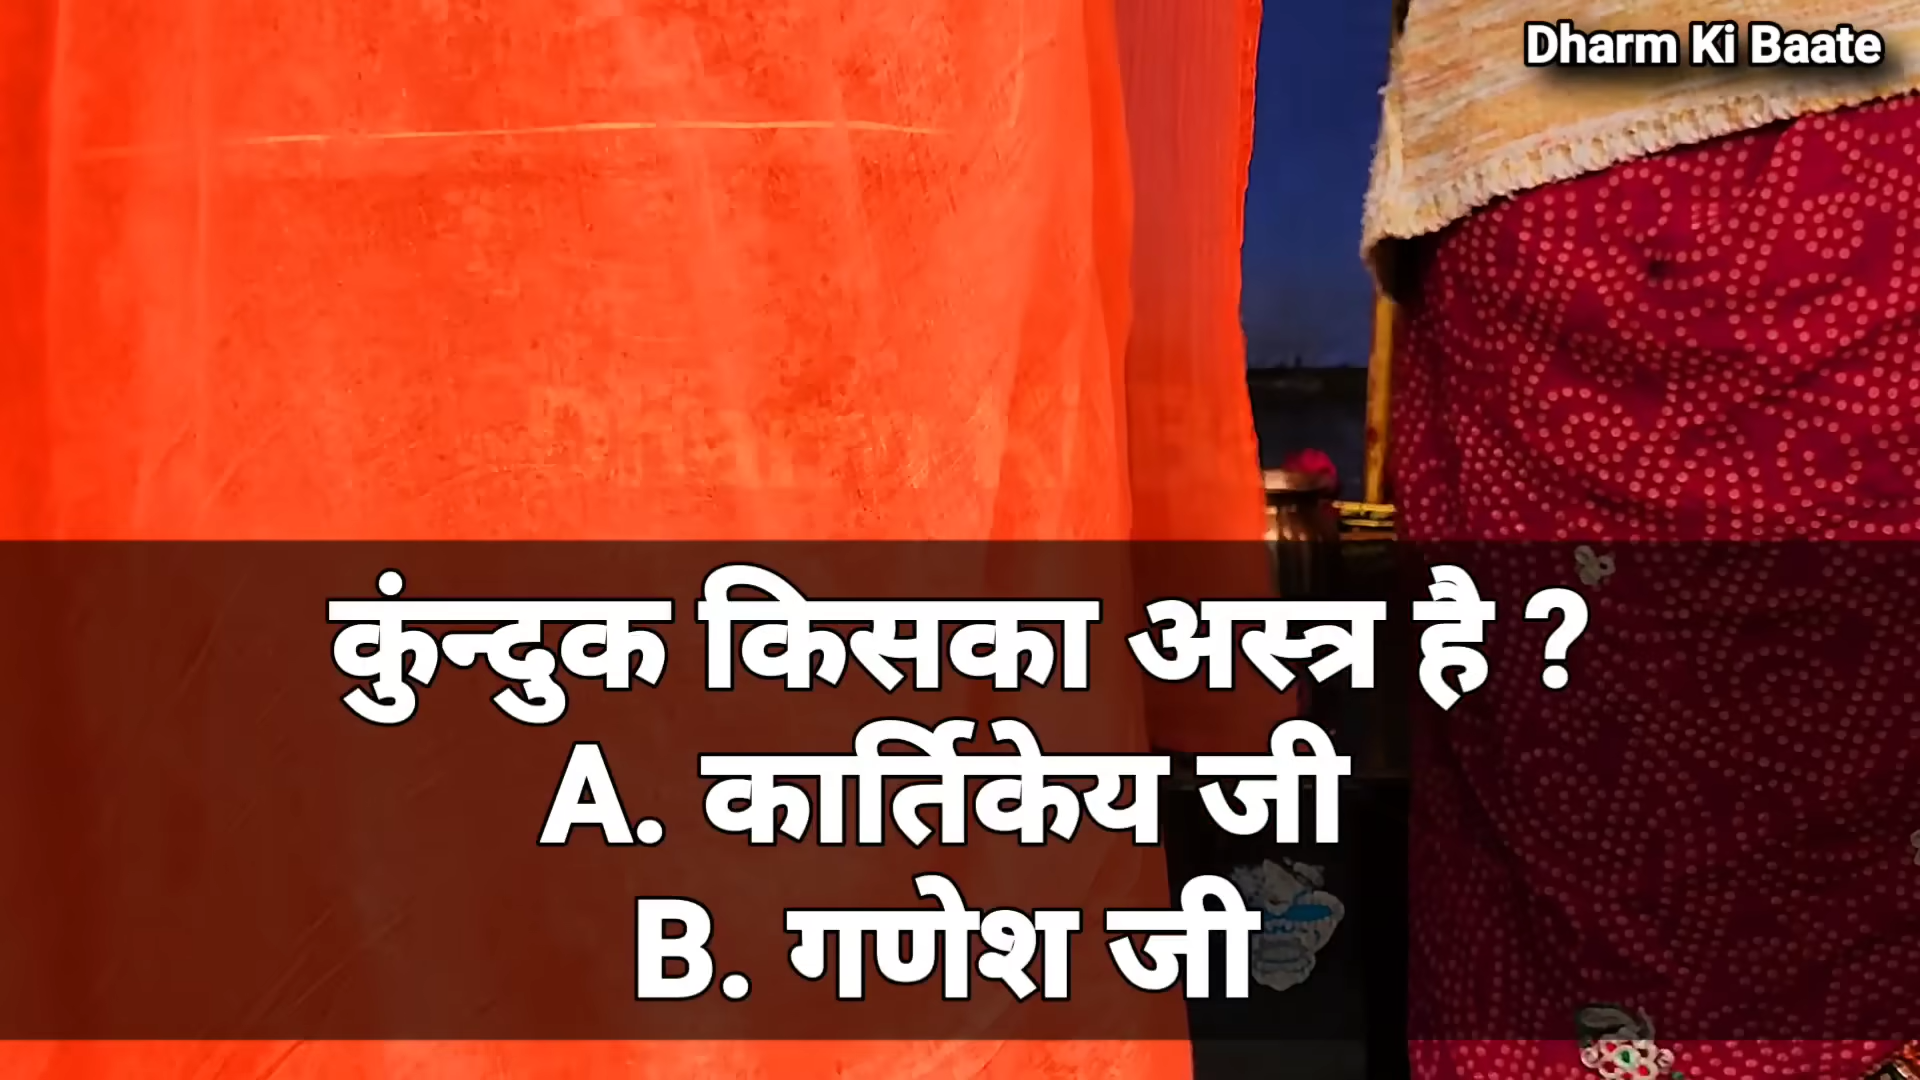 Dharm Ki Baate
कुंन्दुक किसका अस्त्र है ?
A. कार्तिकेय जी
B. गणेश जी